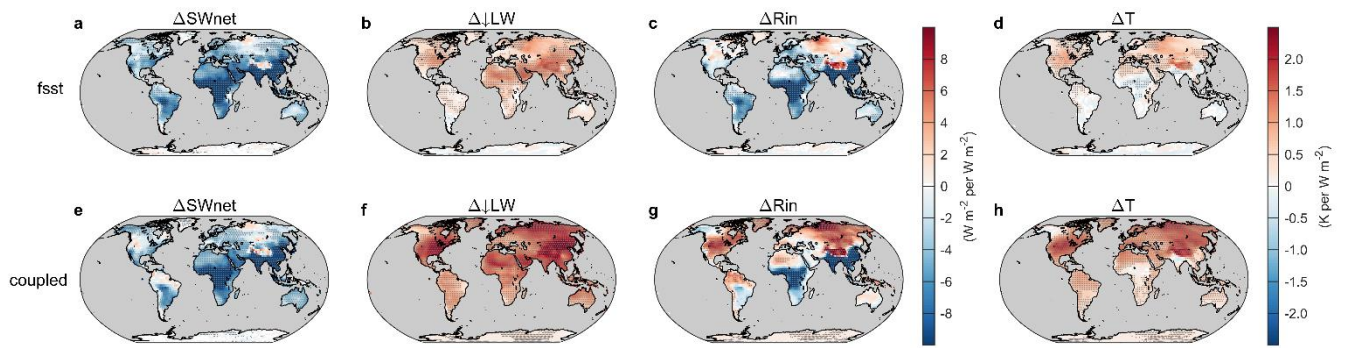 a ΔSWnet
b Δ↓LW
c ΔRin
d ΔT
fsst
8
6
4
2
0
-2
-4
-6
-8
(W m⁻² per W m⁻²)
2.0
1.5
1.0
0.5
0
-0.5
-1.0
-1.5
-2.0
(K per W m⁻²)
e ΔSWnet
f Δ↓LW
g ΔRin
h ΔT
coupled